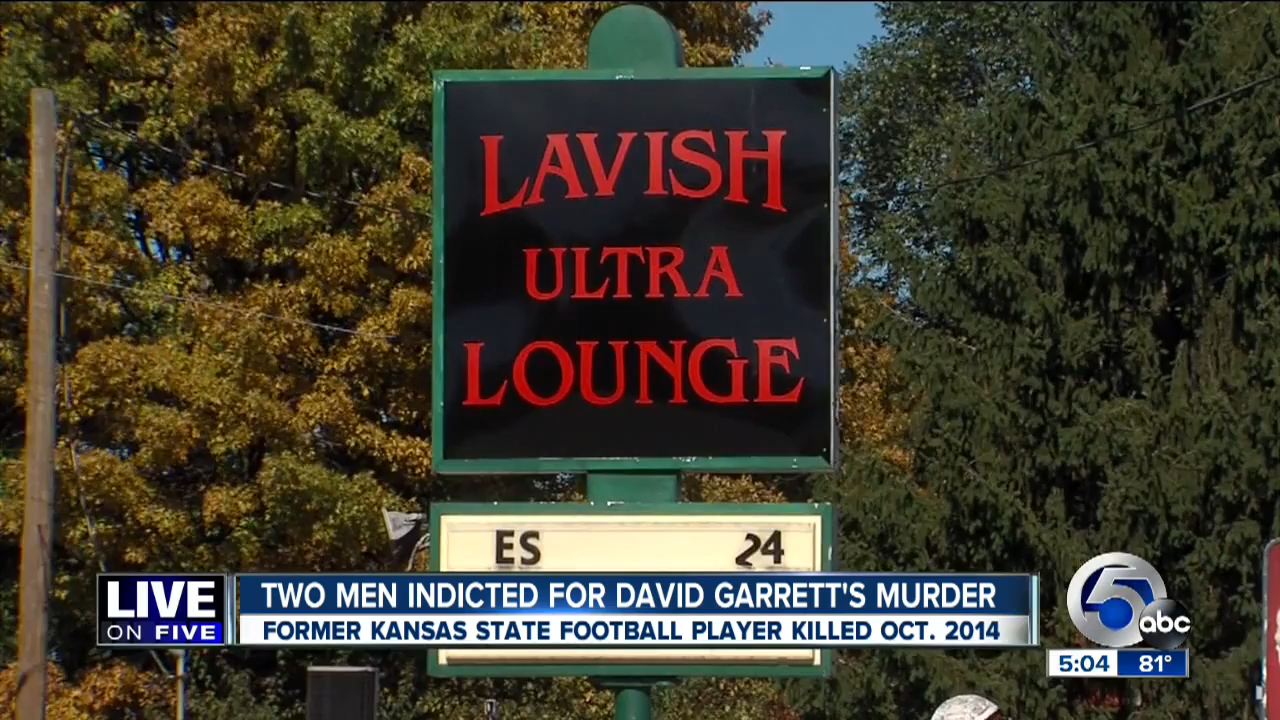 LAVISH
ULTRA
LOUNGE
ES 24
LIVE
ON FIVE
TWO MEN INDICTED FOR DAVID GARRETT'S MURDER
FORMER KANSAS STATE FOOTBALL PLAYER KILLED OCT. 2014
5 abc
5:04 81°